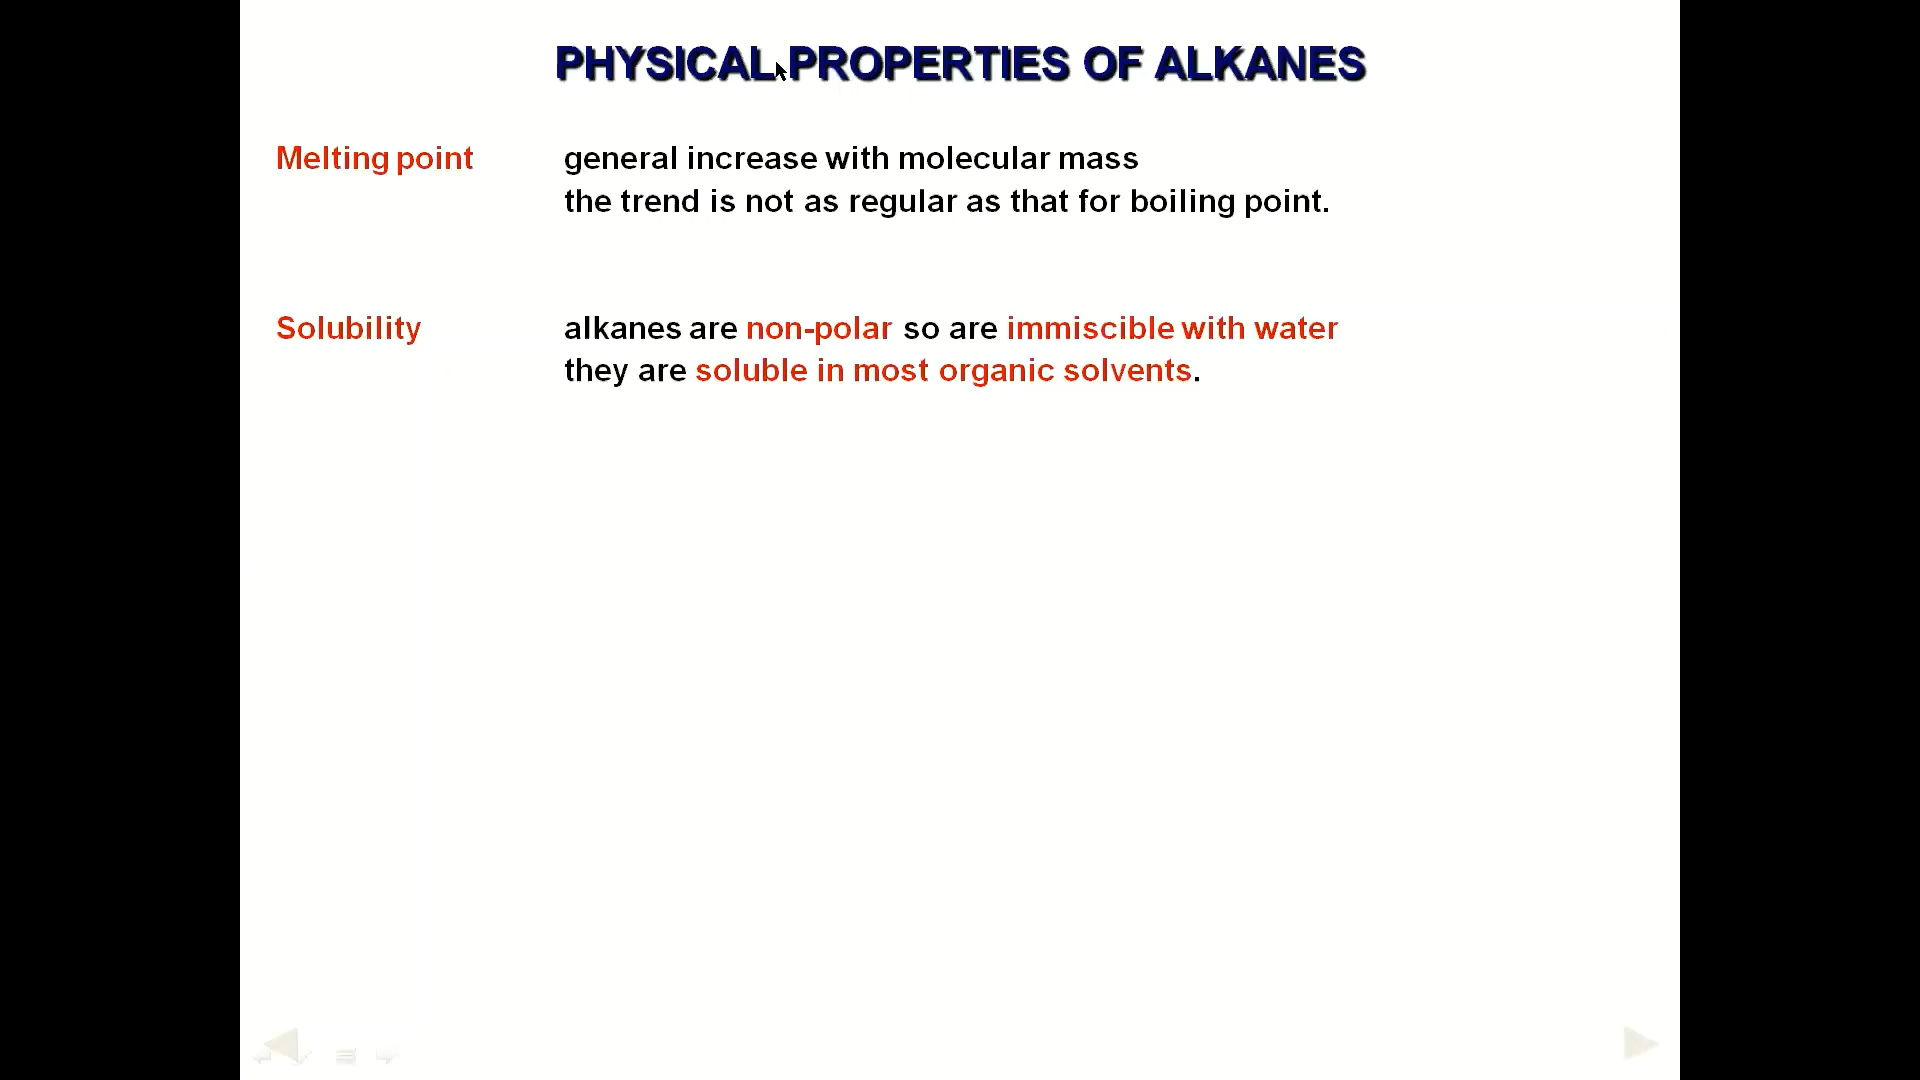 PHYSICAL PROPERTIES OF ALKANES
Melting point general increase with molecular mass
the trend is not as regular as that for boiling point.
Solubility alkanes are non-polar so are immiscible with water
they are soluble in most organic solvents.